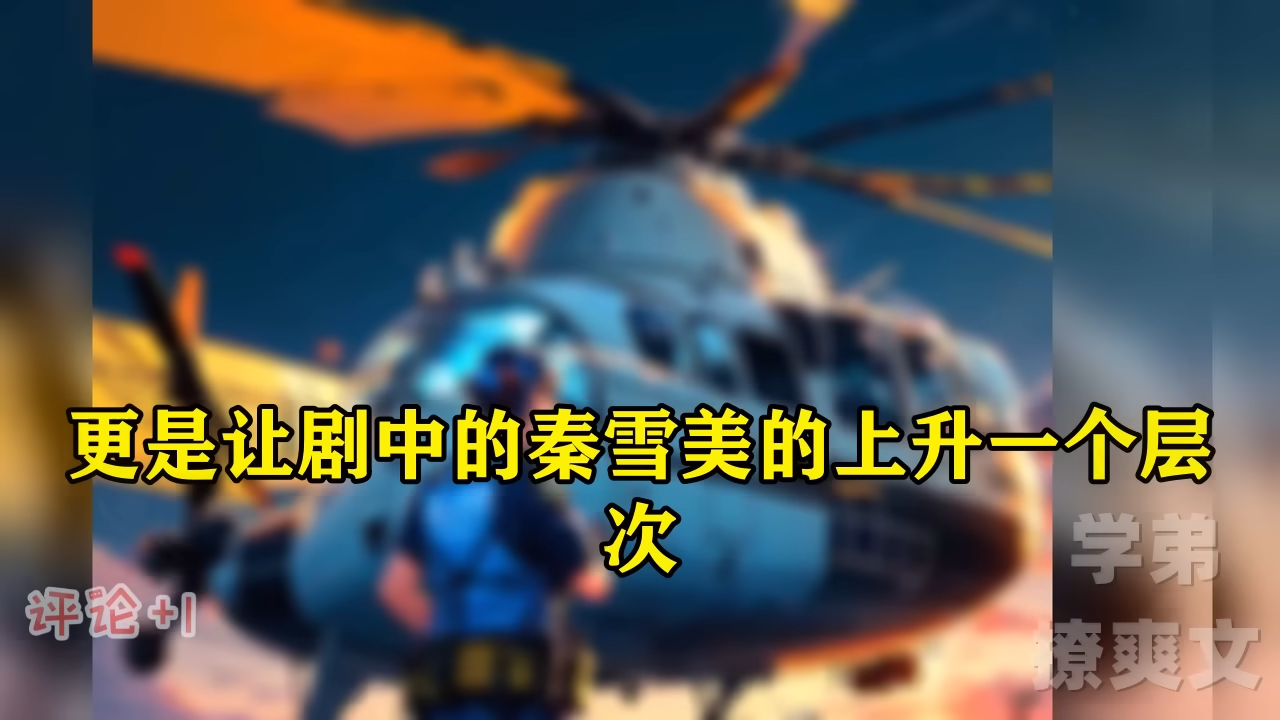 更是让剧中的秦雪美的上升一个层
次
学弟
评论+1
撩爽文